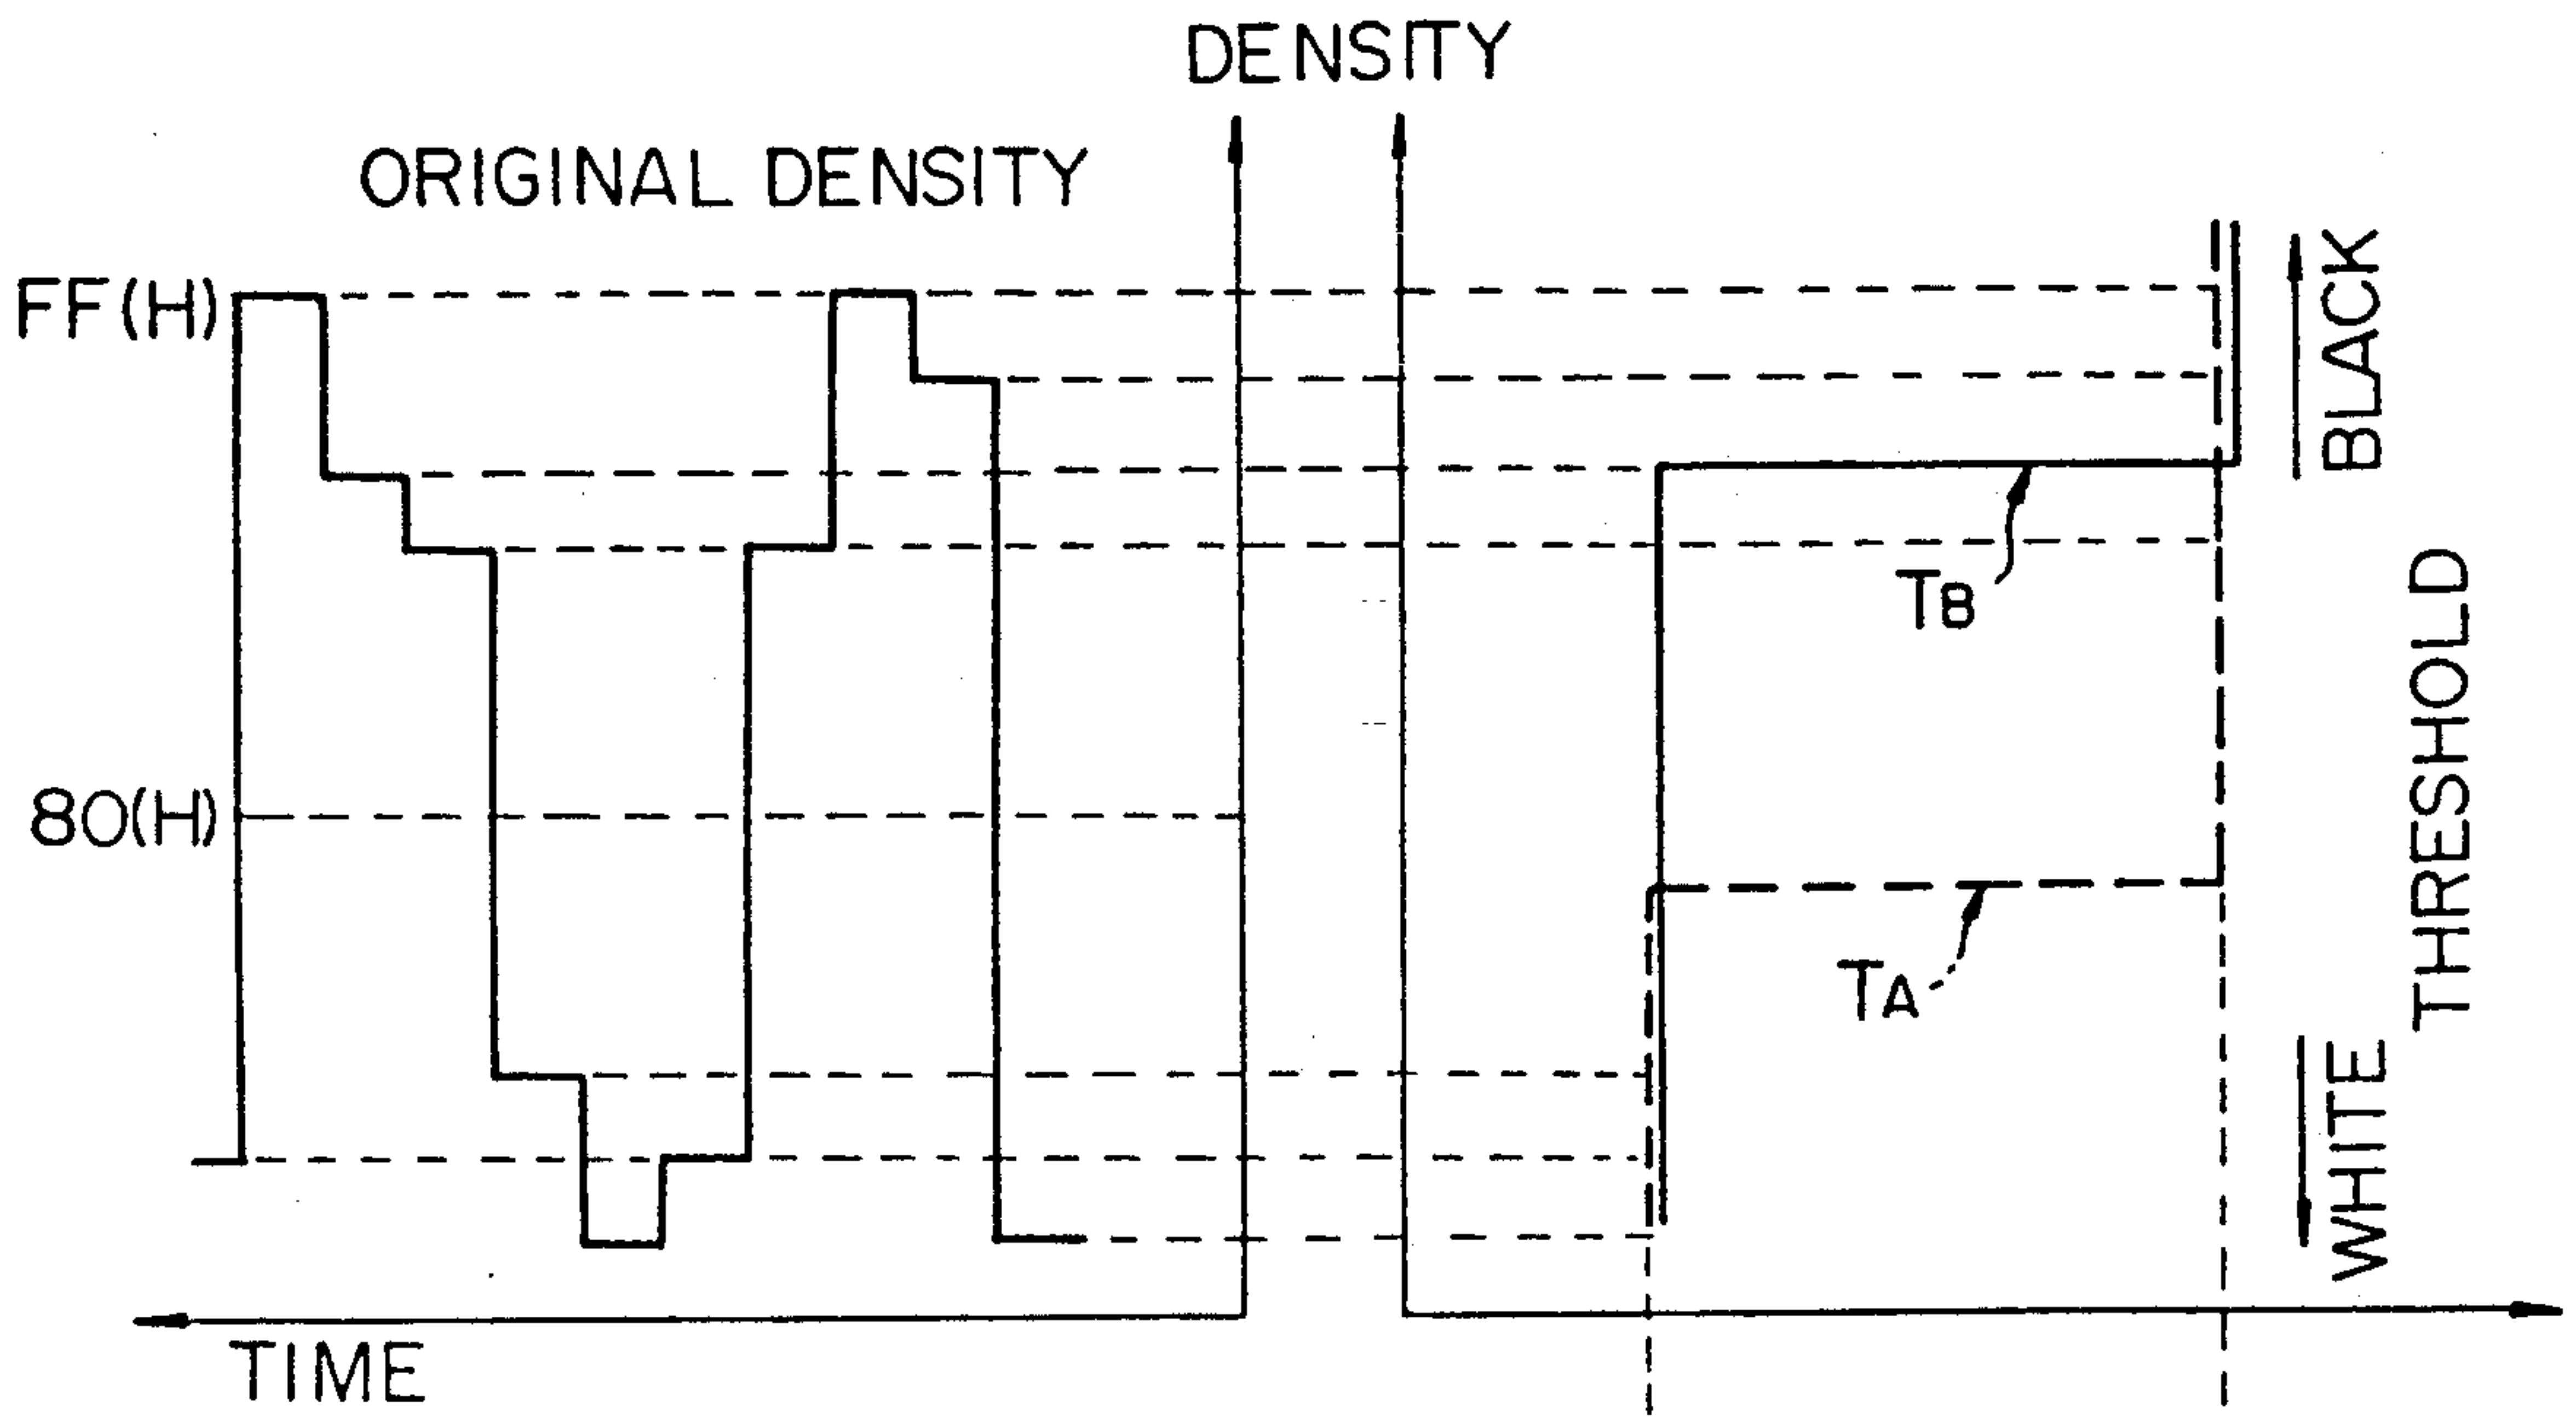 DENSITY
ORIGINAL DENSITY
FF(H)
80(H)
TIME
TB
TA
BLACK
THRESHOLD
WHITE